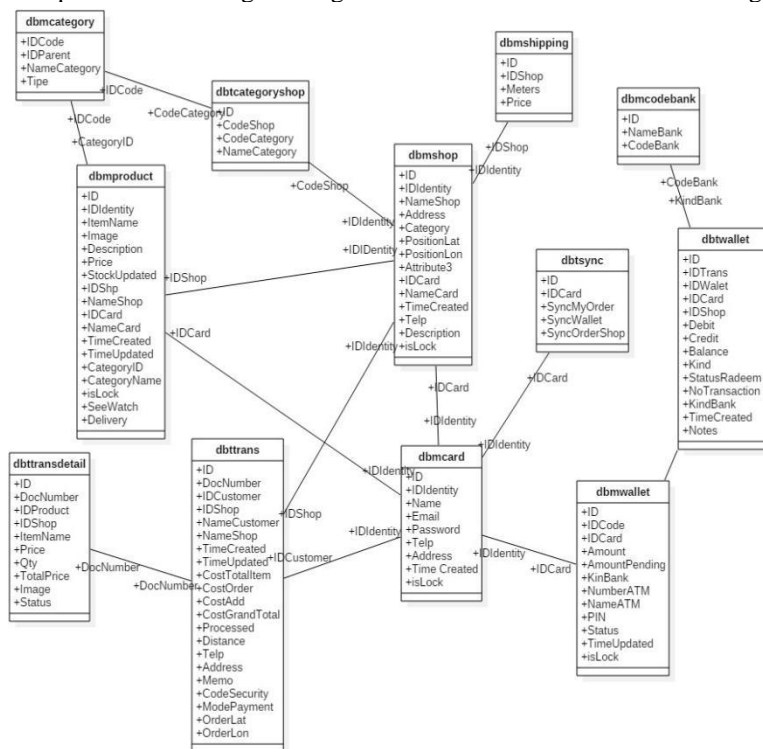 dbmcategory
+IDCode
+IDParent
+NameCategory
+Tipe
+IDCode
+CodeCategory
+IDCode
+CategoryID
dbtcategoryshop
+ID
+CodeShop
+CodeCategory
+NameCategory
+CodeShop
+IDIdentity
dbmshipping
+ID
+IDShop
+Meters
+Price
+IDShop
+IDIdentity
dbmcodebank
+ID
+NameBank
+CodeBank
+CodeBank
+KindBank
dbmproduct
+ID
+IDIdentity
+ItemName
+Image
+Description
+Price
+StockUpdated
+IDShp
+NameShop
+IDCard
+NameCard
+TimeCreated
+TimeUpdated
+CategoryID
+CategoryName
+isLock
+SeeWatch
+Delivery
+IDShop
+IDIDentity
+IDCard
+IDIdentity
dbmshop
+ID
+IDIdentity
+NameShop
+Address
+Category
+PositionLat
+PositionLon
+Attribute3
+IDCard
+NameCard
+TimeCreated
+Telp
+Description
+isLock
+IDIdentity
+IDShop
+IDCard
+IDIdentity
dbtsync
+ID
+IDCard
+SyncMyOrder
+SyncWallet
+SyncOrderShop
+IDCard
+IDIdentity
dbtwallet
+ID
+IDTrans
+IDWalet
+IDCard
+IDShop
+Debit
+Credit
+Balance
+Kind
+StatusRadeem
+NoTransaction
+KindBank
+TimeCreated
+Notes
dbttransdetail
+ID
+DocNumber
+IDProduct
+IDShop
+ItemName
+Price
+Qty
+TotalPrice
+Image
+Status
+DocNumber
+DocNumber
dbttrans
+ID
+DocNumber
+IDCustomer
+IDShop
+NameCustomer
+NameShop
+TimeCreated
+TimeUpdated
+CostTotalItem
+CostOrder
+CostAdd
+CostGrandTotal
+Processed
+Distance
+Telp
+Address
+Memo
+CodeSecurity
+ModePayment
+OrderLat
+OrderLon
+IDCustomer
+IDIdentity
dbmcard
+ID
+IDIdentity
+Name
+Email
+Password
+Telp
+Address
+Time Created
+isLock
+IDIdentity
+IDCard
dbmwallet
+ID
+IDCode
+IDCard
+Amount
+AmountPending
+KinBank
+NumberATM
+NameATM
+PIN
+Status
+TimeUpdated
+isLock